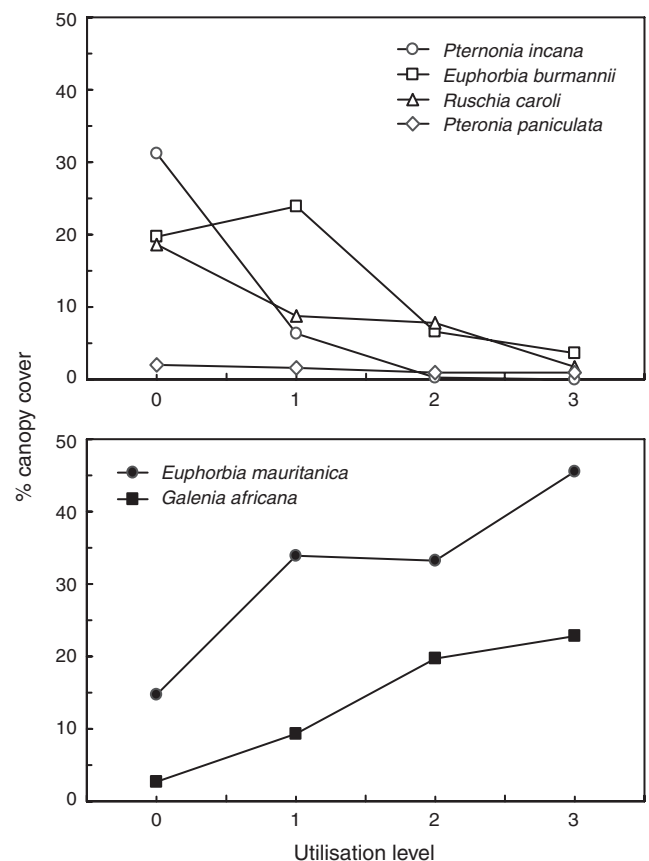 50
40
30
20
10
0
Pternonia incana
Euphorbia burmannii
Ruschia caroli
Pteronia paniculata
0 1 2 3
% canopy cover
50
40
30
20
10
0
Euphorbia mauritanica
Galenia africana
0 1 2 3
Utilisation level